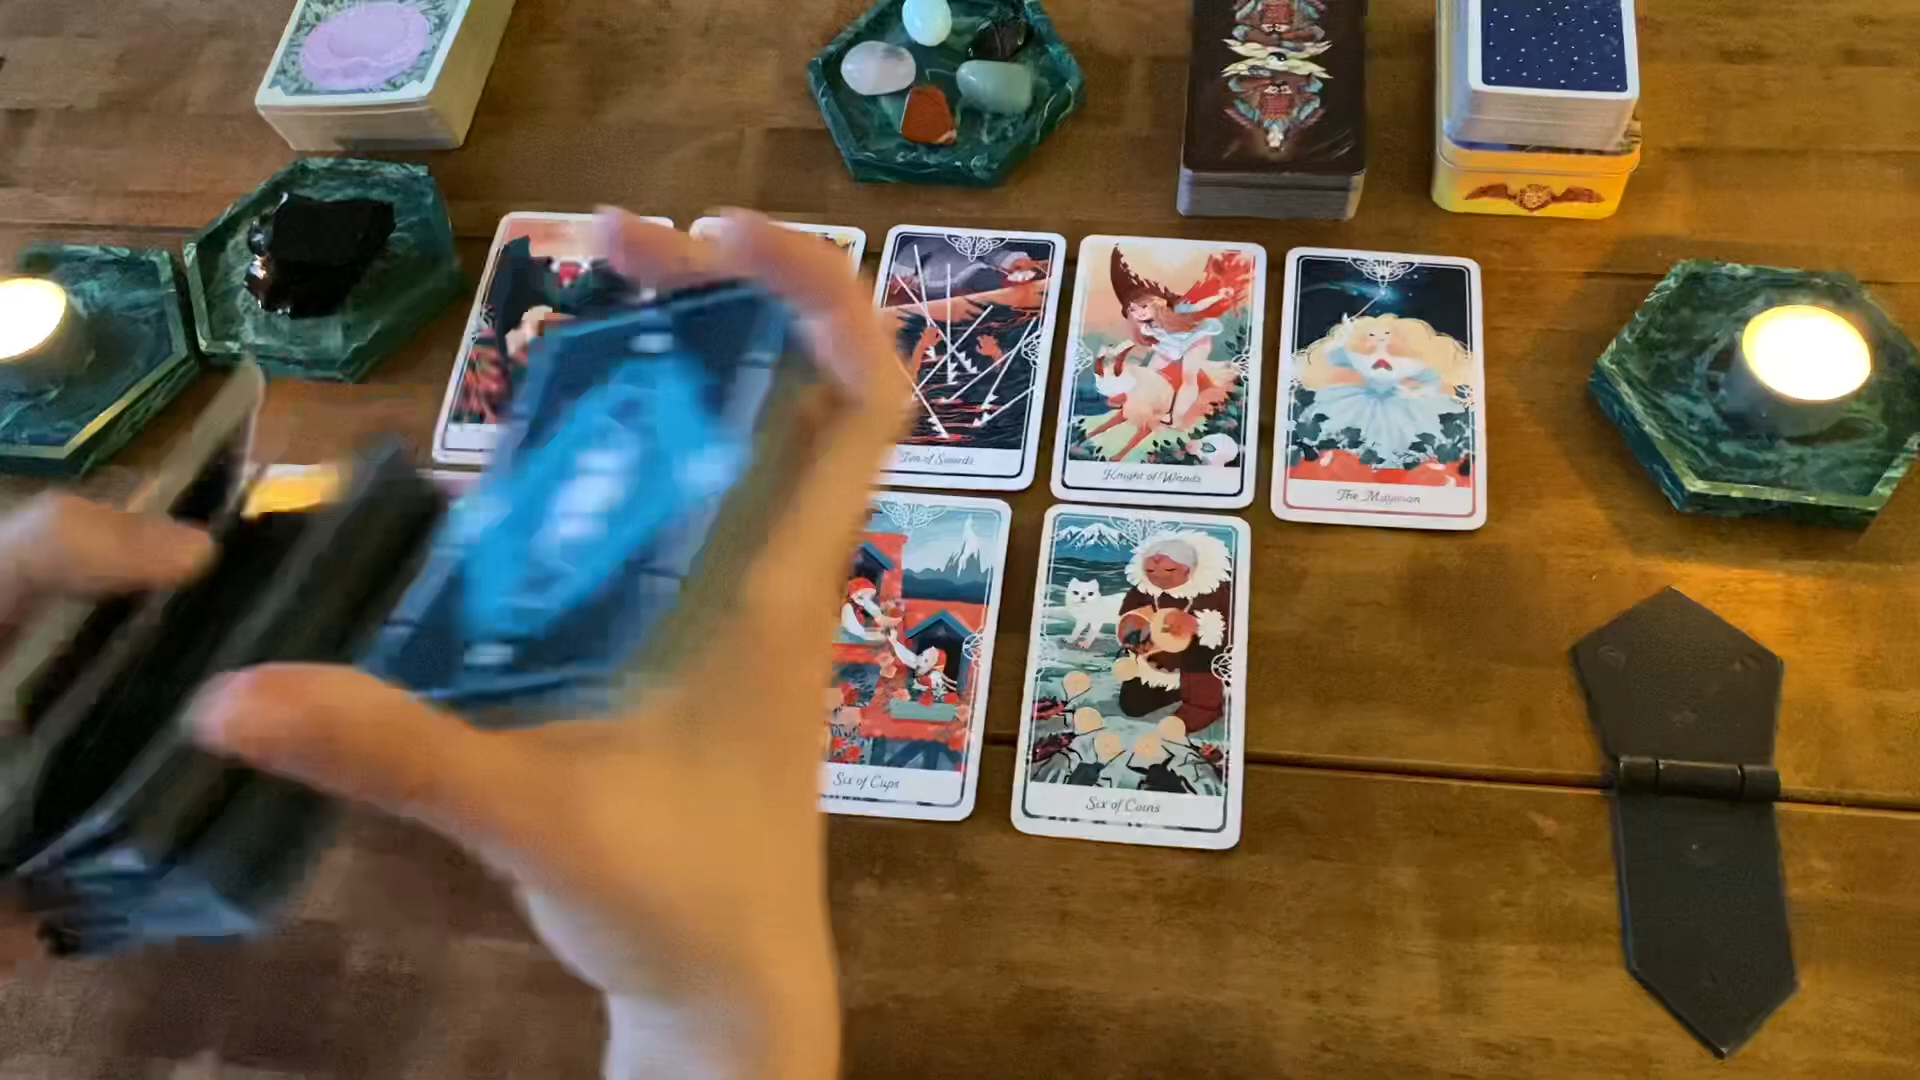 Ten of Swords
Knight of Wands
The Magician
Six of Cups
Six of Coins